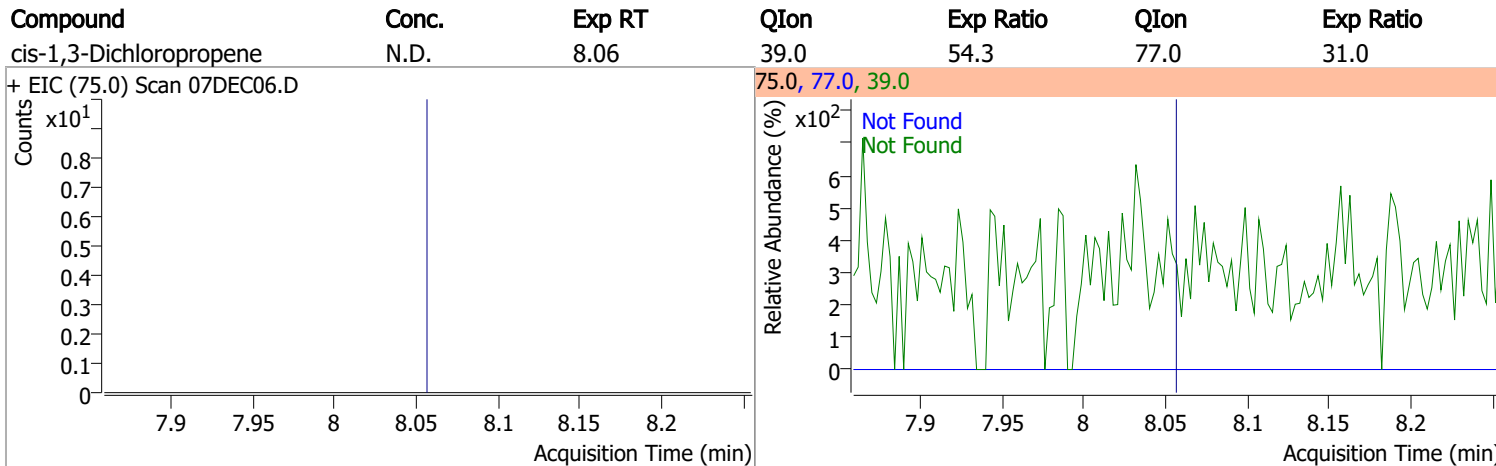 Compound Conc. Exp RT QIon Exp Ratio QIon Exp Ratio
cis-1,3-Dichloropropene N.D. 8.06 39.0 54.3 77.0 31.0
+ EIC (75.0) Scan 07DEC06.D
Counts
x10^1
0.8
0.7
0.6
0.5
0.4
0.3
0.2
0.1
0
7.9 7.95 8 8.05 8.1 8.15 8.2
Acquisition Time (min)
75.0, 77.0, 39.0
Relative Abundance (%)
x10^2
Not Found
Not Found
6
5
4
3
2
1
0
7.9 7.95 8 8.05 8.1 8.15 8.2
Acquisition Time (min)